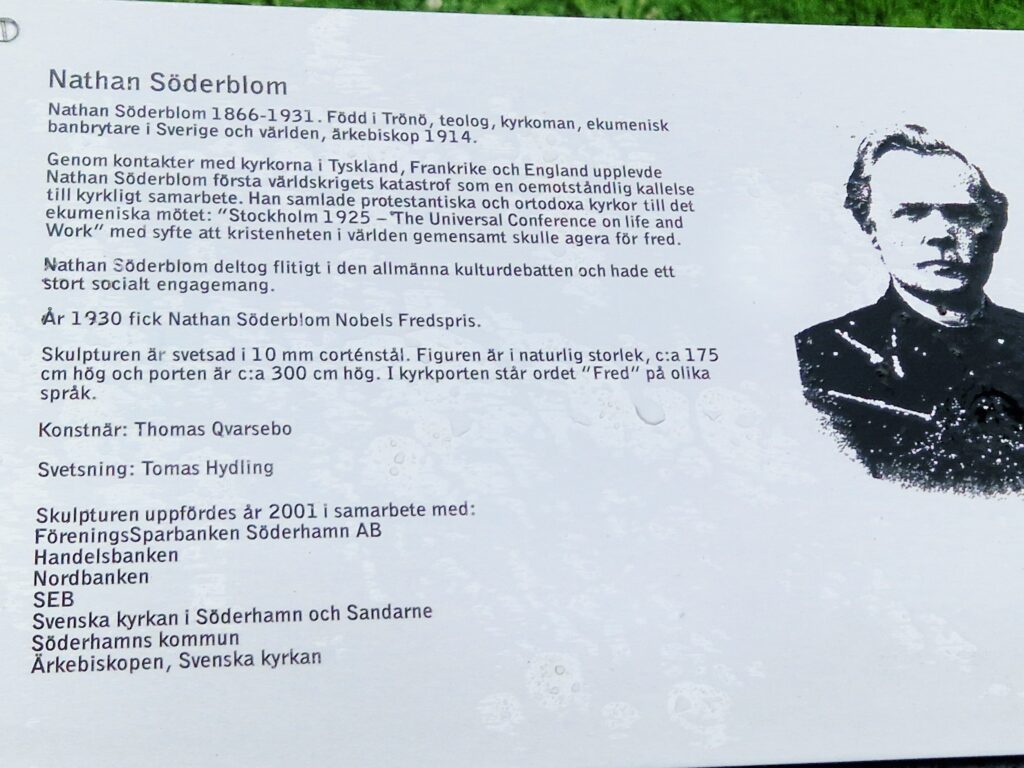 Nathan Söderblom
Nathan Söderblom 1866-1931. Född i Trönö, teolog, kyrkoman, ekumenisk
banbrytare i Sverige och världen, ärkebiskop 1914.
Genom kontakter med kyrkorna i Tyskland, Frankrike och England upplevde
Nathan Söderblom första världskrigets katastrof som en oemotståndlig kallelse
till kyrkligt samarbete. Han samlade protestantiska och ortodoxa kyrkor till det
ekumeniska mötet: "Stockholm 1925 – "The Universal Conference on life and
Work" med syfte att kristenheten i världen gemensamt skulle agera för fred.
Nathan Söderblom deltog flitigt i den allmänna kulturdebatten och hade ett
stort socialt engagemang.
År 1930 fick Nathan Söderblom Nobels Fredspris.
Skulpturen är svetsad i 10 mm corténstål. Figuren är i naturlig storlek, c:a 175
cm hög och porten är c:a 300 cm hög. I kyrkporten står ordet "Fred" på olika
språk.
Konstnär: Thomas Qvarsebo
Svetsning: Tomas Hydling
Skulpturen uppfördes år 2001 i samarbete med:
FöreningsSparbanken Söderhamn AB
Handelsbanken
Nordbanken
SEB
Svenska kyrkan i Söderhamn och Sandarne
Söderhamns kommun
Ärkebiskopen, Svenska kyrkan